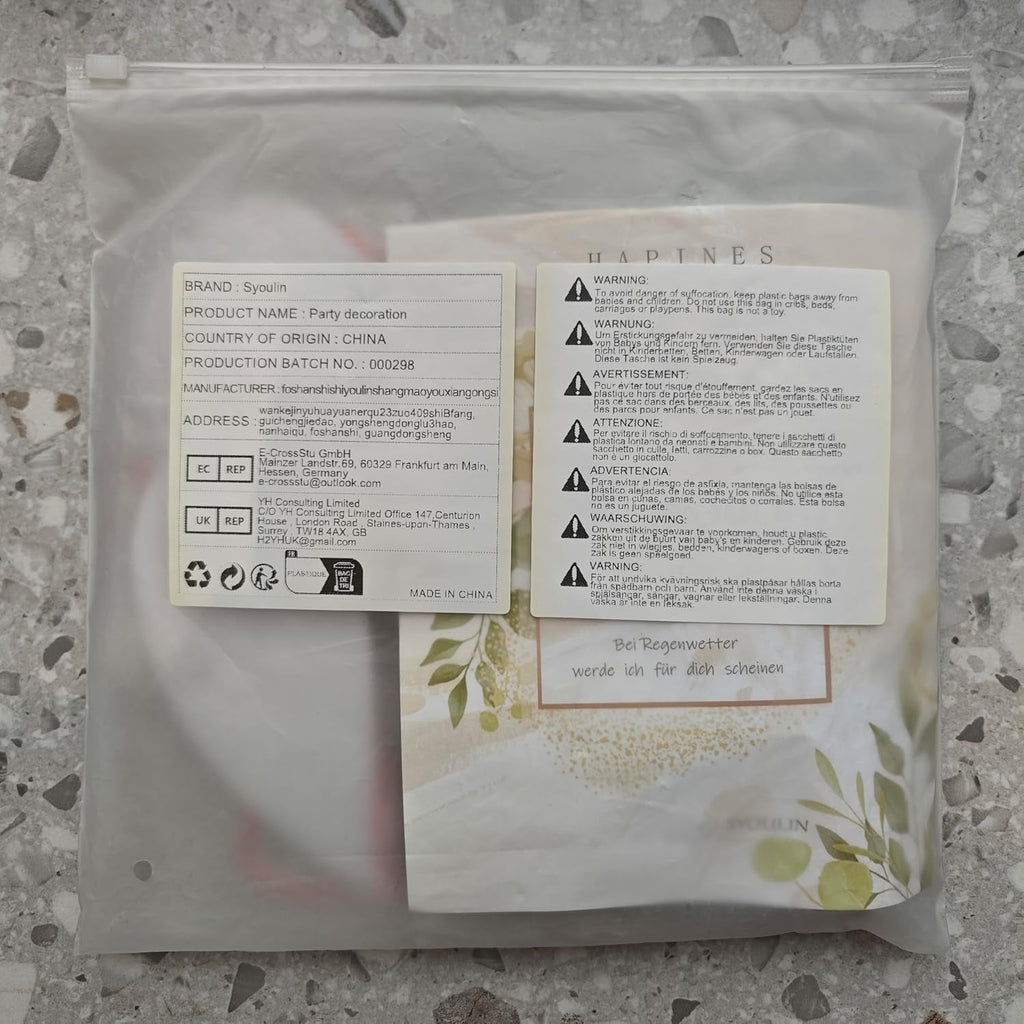 HAPINES
BRAND : Syoulin
PRODUCT NAME : Party decoration
COUNTRY OF ORIGIN : CHINA
PRODUCTION BATCH NO. : 000298
MANUFACTURER : foshanshishiyoulinshangmaoyouxiangongsi
ADDRESS :
wankejinyuhuayuanerqu23zuo409shiBfang,
guichengjiedao, yongshengdonglu3hao,
nanhaiqu, foshanshi, guangdongsheng
EC REP
E-CrossStu GmbH
Mainzer Landstr.69, 60329 Frankfurt am Main,
Hessen, Germany
e-crossstu@outlook.com
UK REP
YH Consulting Limited
C/O YH Consulting Limited Office 147,Centurion
House , London Road , Staines-upon-Thames ,
Surrey , TW18 4AX, GB
H2YHUK@gmail.com
FR
PLASTIQUE
BAC
DE
TRI
MADE IN CHINA
WARNING:
To avoid danger of suffocation, keep plastic bags away from
babies and children. Do not use this bag in cribs, beds,
carriages or playpens. This bag is not a toy.
WARNUNG:
Um Erstickungsgefahr zu vermeiden, halten Sie Plastiktüten
von Babys und Kindern fern. Verwenden Sie diese Tasche
nicht in Kinderbetten, Betten, Kinderwagen oder Laufställen.
Diese Tasche ist kein Spielzeug.
AVERTISSEMENT:
Pour éviter tout risque d'étouffement, gardez les sacs en
plastique hors de portée des bébés et des enfants. N'utilisez
pas ce sac dans des berceaux, des lits, des poussettes ou
des parcs pour enfants. Ce sac n'est pas un jouet.
ATTENZIONE:
Per evitare il rischio di soffocamento, tenere i sacchetti di
plastica lontano da neonati e bambini. Non utilizzare questo
sacchetto in culle, letti, carrozzine o box. Questo sacchetto
non è un giocattolo.
ADVERTENCIA:
Para evitar el riesgo de asfixia, mantenga las bolsas de
plástico alejadas de los bebés y los niños. No utilice esta
bolsa en cunas, camas, cochecitos o corrales. Esta bolsa
no es un juguete.
WAARSCHUWING:
Om verstikkingsgevaar te voorkomen, houdt u plastic
zakken uit de buurt van baby's en kinderen. Gebruik deze
zak niet in wiegjes, bedden, kinderwagens of boxen. Deze
zak is geen speelgoed.
VARNING:
För att undvika kvävningsrisk ska plastpåsar hållas borta
från spädbarn och barn. Använd inte denna väska i
spjälsängar, sängar, vagnar eller lekställningar. Denna
väska är inte en leksak.
Bei Regenwetter
werde ich für dich scheinen
SYOULIN